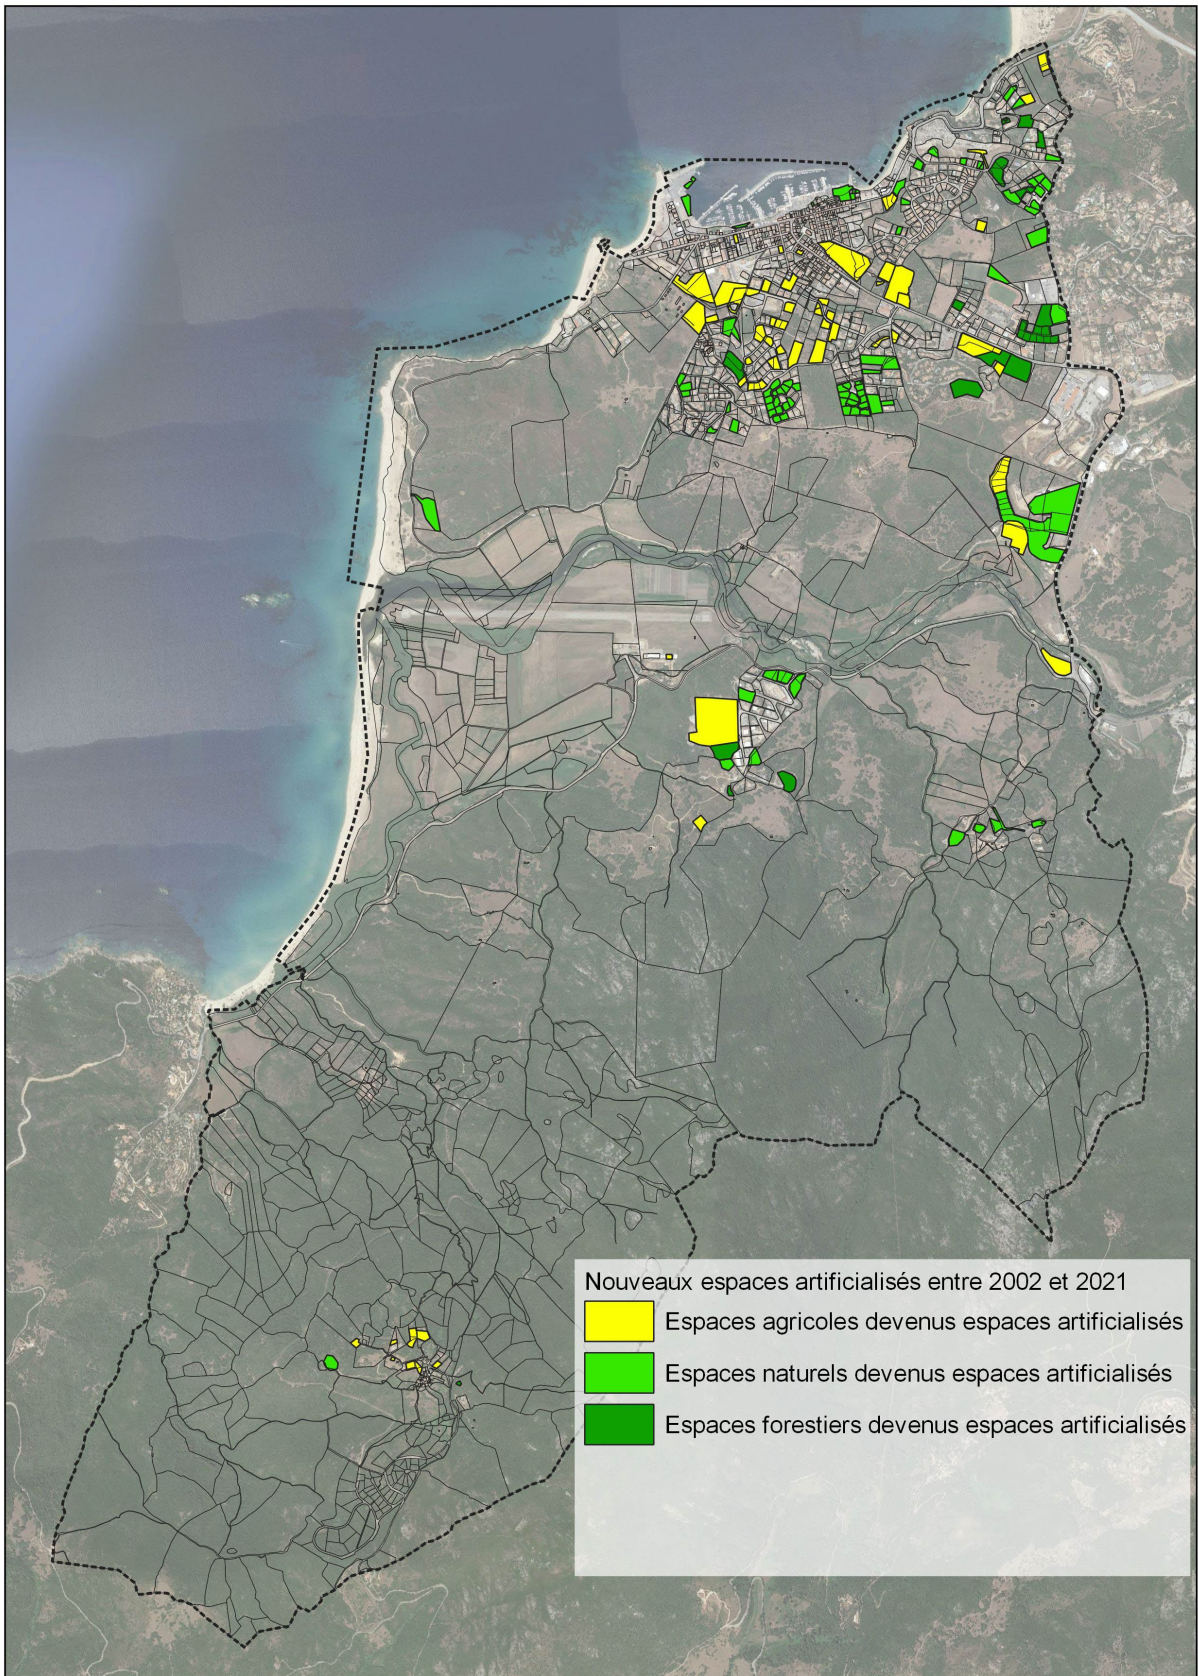 Nouveaux espaces artificialisés entre 2002 et 2021
Espaces agricoles devenus espaces artificialisés
Espaces naturels devenus espaces artificialisés
Espaces forestiers devenus espaces artificialisés